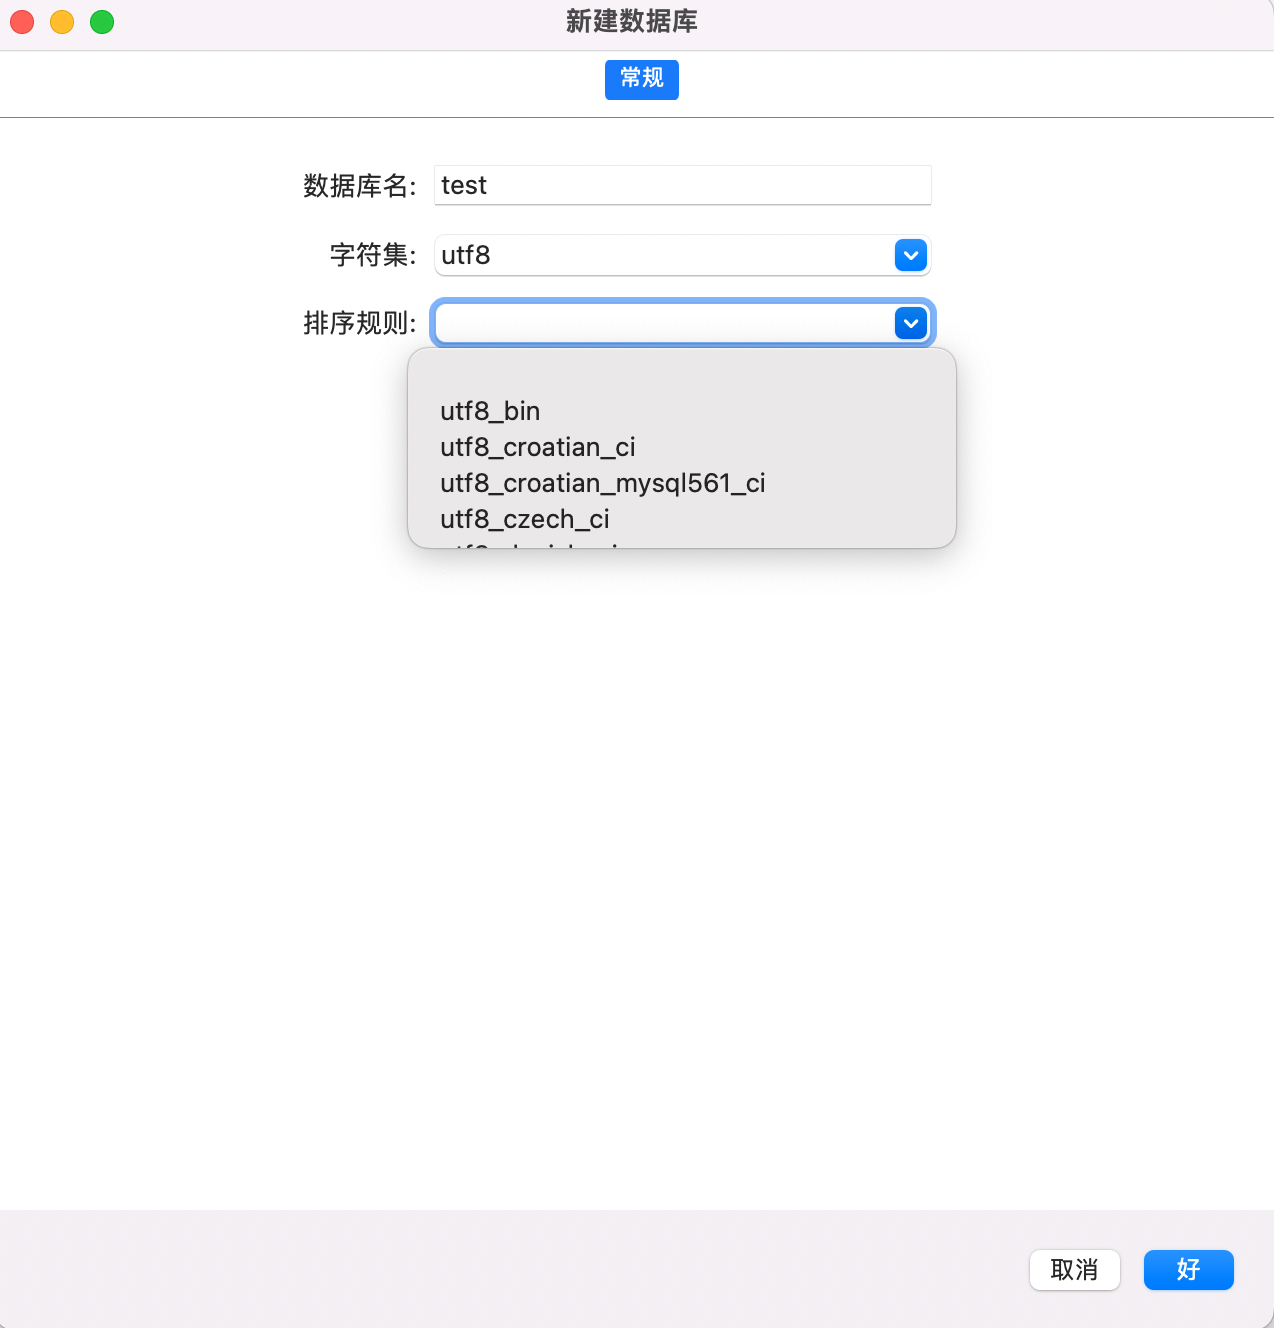 新建数据库
常规
数据库名: test
字符集: utf8
排序规则:
utf8_bin
utf8_croatian_ci
utf8_croatian_mysql561_ci
utf8_czech_ci
取消 好